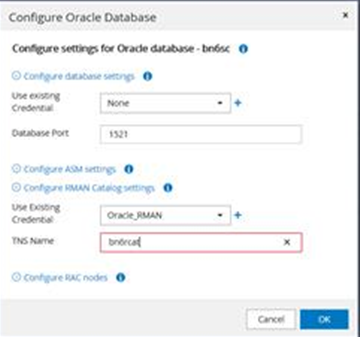 Configure Oracle Database
Configure settings for Oracle database - bn6sc
Configure database settings
Use existing
Credential
None
Database Port
1521
Configure ASM settings
Configure RMAN Catalog settings
Use Existing
Credential
Oracle_RMAN
TNS Name
bn6rcat
Configure RAC nodes
Cancel
OK